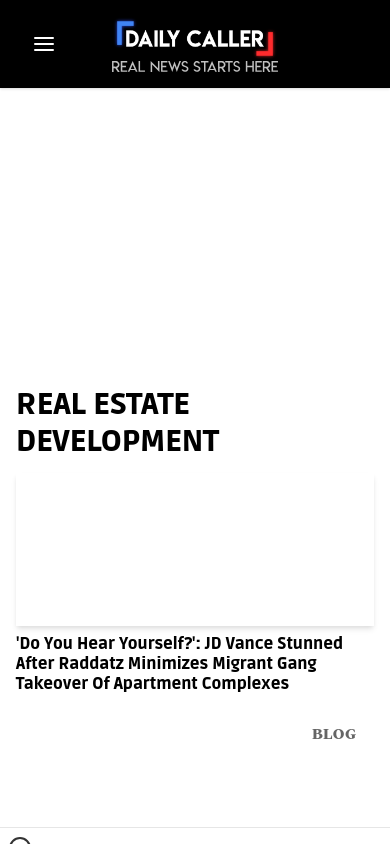 DAILY CALLER
REAL NEWS STARTS HERE
REAL ESTATE
DEVELOPMENT
'Do You Hear Yourself?': JD Vance Stunned
After Raddatz Minimizes Migrant Gang
Takeover Of Apartment Complexes
BLOG